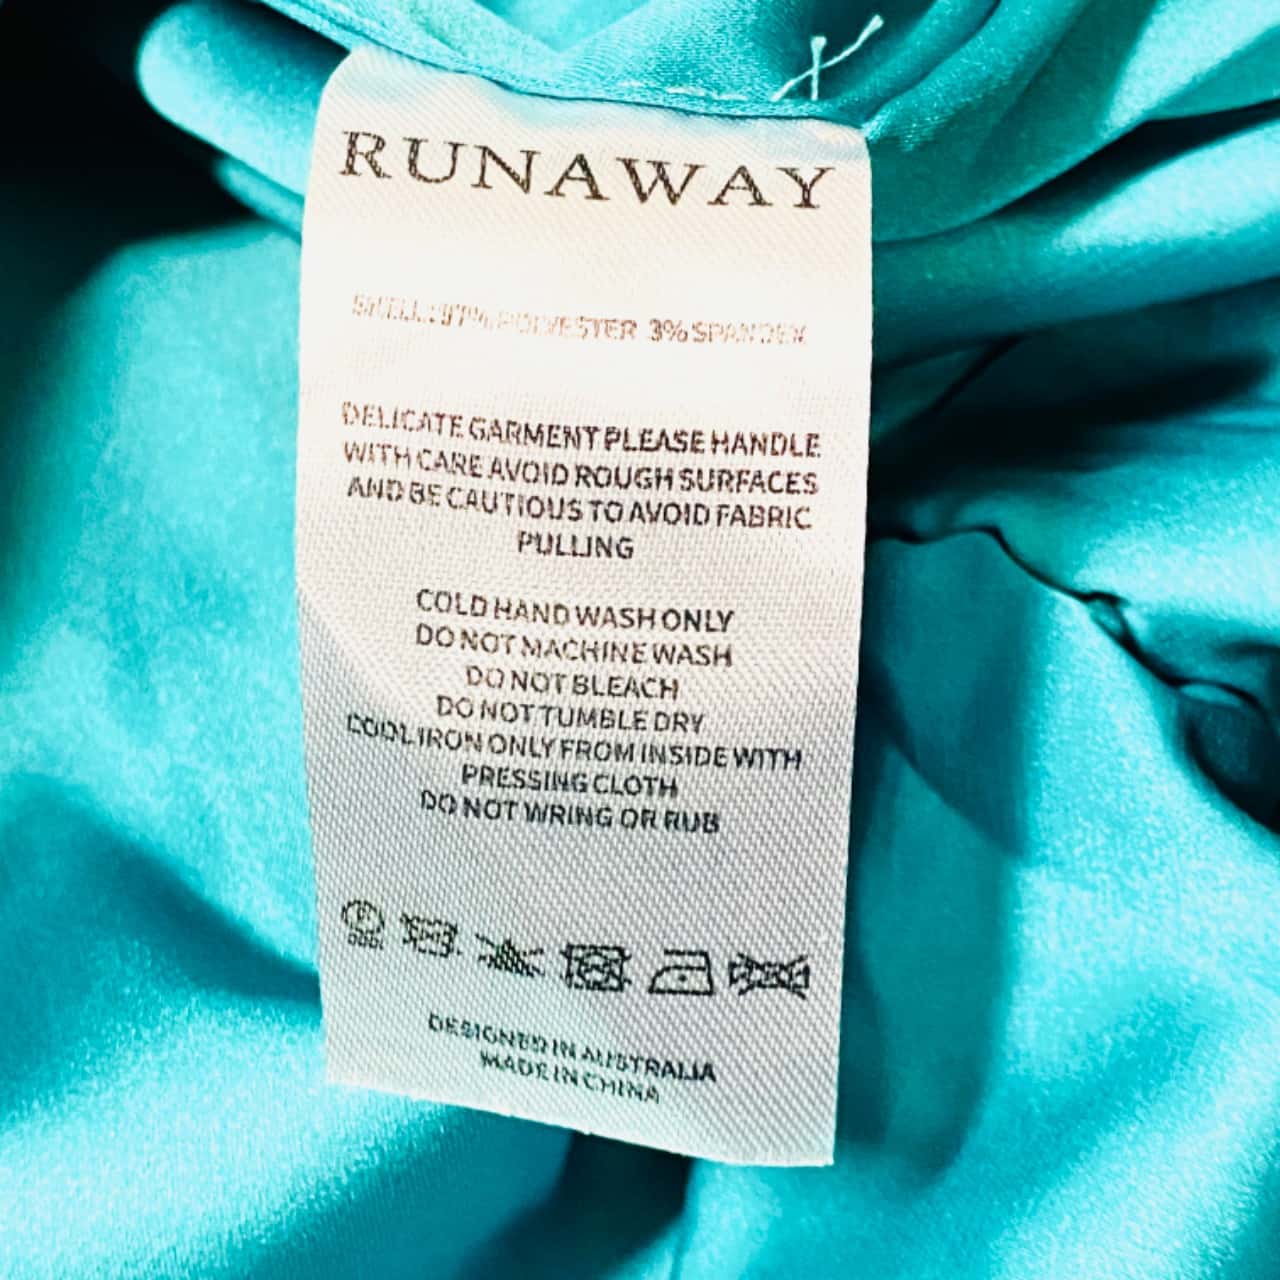 RUNAWAY
SHELL: 97% POLYESTER 3% SPANDEX
DELICATE GARMENT PLEASE HANDLE
WITH CARE AVOID ROUGH SURFACES
AND BE CAUTIOUS TO AVOID FABRIC
PULLING
COLD HAND WASH ONLY
DO NOT MACHINE WASH
DO NOT BLEACH
DO NOT TUMBLE DRY
COOL IRON ONLY FROM INSIDE WITH
PRESSING CLOTH
DO NOT WRING OR RUB
DESIGNED IN AUSTRALIA
MADE IN CHINA